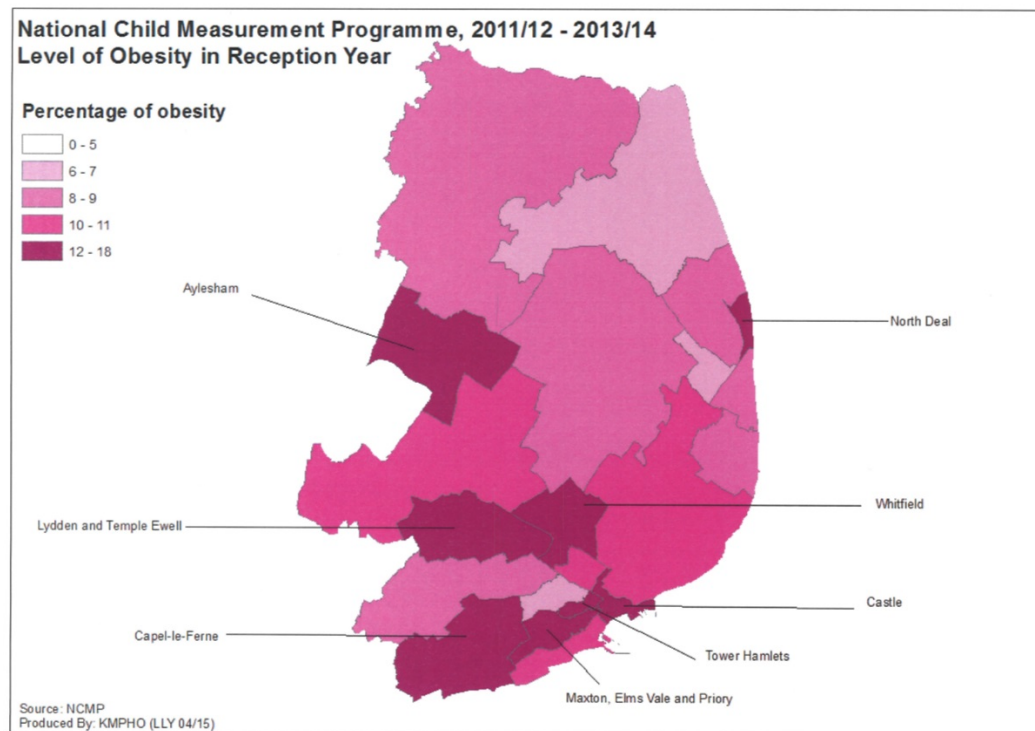 National Child Measurement Programme, 2011/12 - 2013/14
Level of Obesity in Reception Year
Percentage of obesity
0 - 5
6 - 7
8 - 9
10 - 11
12 - 18
Aylesham
North Deal
Whitfield
Lydden and Temple Ewell
Castle
Capel-le-Ferne
Tower Hamlets
Maxton, Elms Vale and Priory
Source: NCMP
Produced By: KMPHO (LLY 04/15)